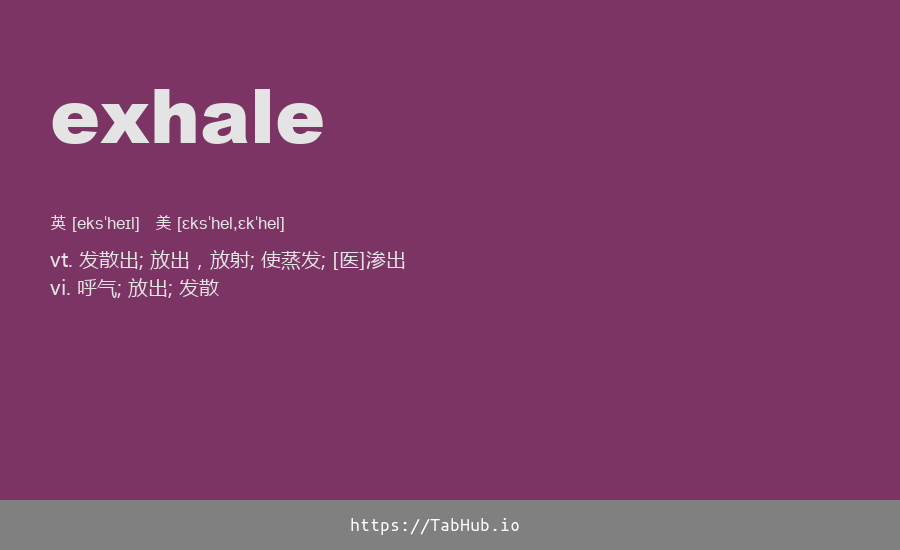 exhale
英 [eksˈheɪl] 美 [ɛksˈhel,ɛkˈhel]
vt. 发散出; 放出，放射; 使蒸发; [医]渗出
vi. 呼气; 放出; 发散
https://TabHub.io